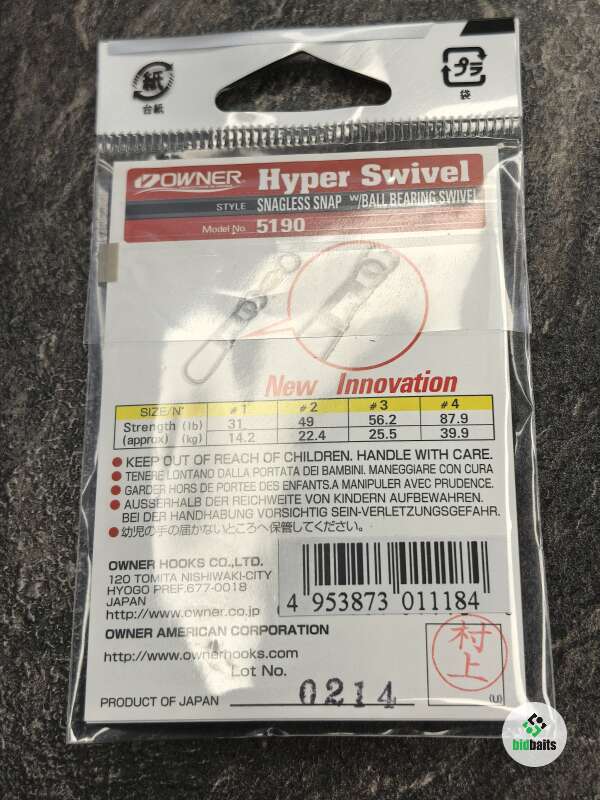 紙
台紙
プラ
袋
OWNER Hyper Swivel
STYLE SNAGLESS SNAP W/BALL BEARING SWIVEL
Model No. 5190
New Innovation
SIZE/N° #1 #2 #3 #4
Strength (lb) 31 49 56.2 87.9
(approx) (kg) 14.2 22.4 25.5 39.9
● KEEP OUT OF REACH OF CHILDREN. HANDLE WITH CARE.
● TENERE LONTANO DALLA PORTATA DEI BAMBINI. MANEGGIARE CON CURA
● GARDER HORS DE PORTEE DES ENFANTS.A MANIPULER AVEC PRUDENCE.
● AUSSERHALB DER REICHWEITE VON KINDERN AUFBEWAHREN.
BEI DER HANDHABUNG VORSICHTIG SEIN-VERLETZUNGSGEFAHR.
● 幼児の手の届かないところへ保管してください。
OWNER HOOKS CO.,LTD.
120 TOMITA NISHIWAKI-CITY
HYOGO PREF.677-0018
JAPAN
http://www.owner.co.jp
4 953873 011184
OWNER AMERICAN CORPORATION
http://www.ownerhooks.com
Lot No.
PRODUCT OF JAPAN 0214
村上
(U)
bidbaits